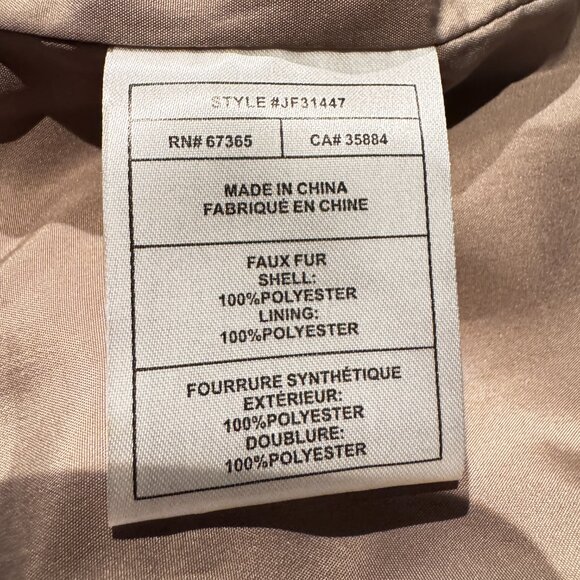 STYLE #JF31447
RN# 67365
CA# 35884
MADE IN CHINA
FABRIQUÉ EN CHINE
FAUX FUR
SHELL:
100%POLYESTER
LINING:
100%POLYESTER
FOURRURE SYNTHÉTIQUE
EXTÉRIEUR:
100%POLYESTER
DOUBLURE:
100%POLYESTER